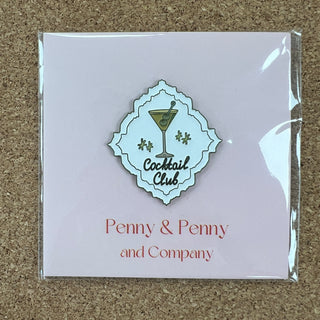 Cocktail
Club
Penny & Penny
and Company